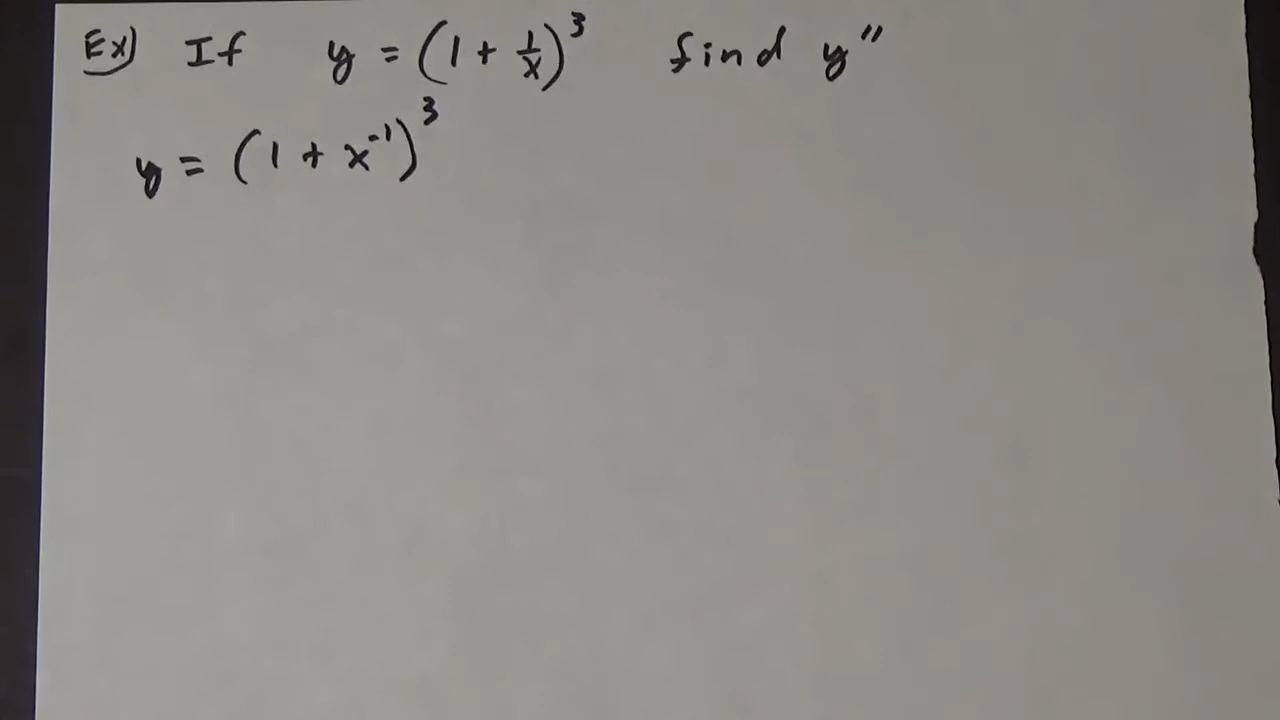 Ex) If y = (1 + 1/x)³ find y″
y = (1 + x⁻¹)³